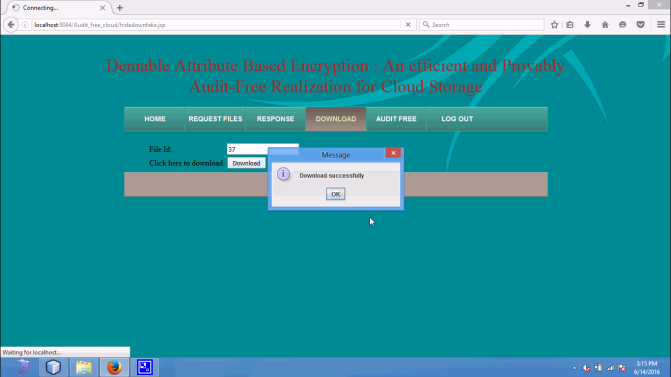 Connecting...
localhost:8084/Audit_free_cloud/hidedownfake.jsp
Search
Deniable Attribute Based Encryption : An efficient and Provably
Audit-Free Realization for Cloud Storage
HOME REQUEST FILES RESPONSE DOWNLOAD AUDIT FREE LOG OUT
File Id: 37
Click here to download: Download
Message
Download successfully
OK
Waiting for localhost...
3:15 PM
6/14/2016